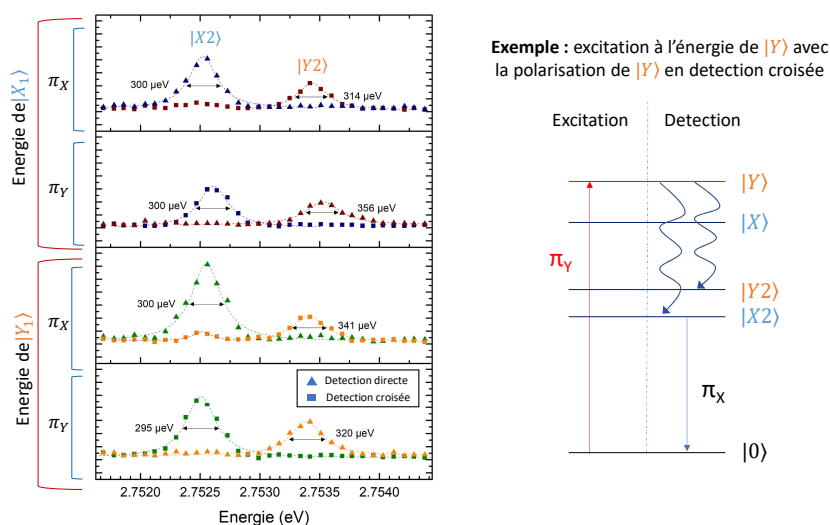 |X2⟩
|Y2⟩
Energie de|X₁⟩
π_X
300 µeV
314 µeV
π_Y
300 µeV
356 µeV
Energie de|Y₁⟩
π_X
300 µeV
341 µeV
Detection directe
Detection croisée
π_Y
295 µeV
320 µeV
2.7520
2.7525
2.7530
2.7535
2.7540
Energie (eV)
Exemple : excitation à l’énergie de |Y⟩ avec
la polarisation de |Y⟩ en detection croisée
Excitation
Detection
|Y⟩
|X⟩
π_Y
|Y2⟩
|X2⟩
π_X
|0⟩